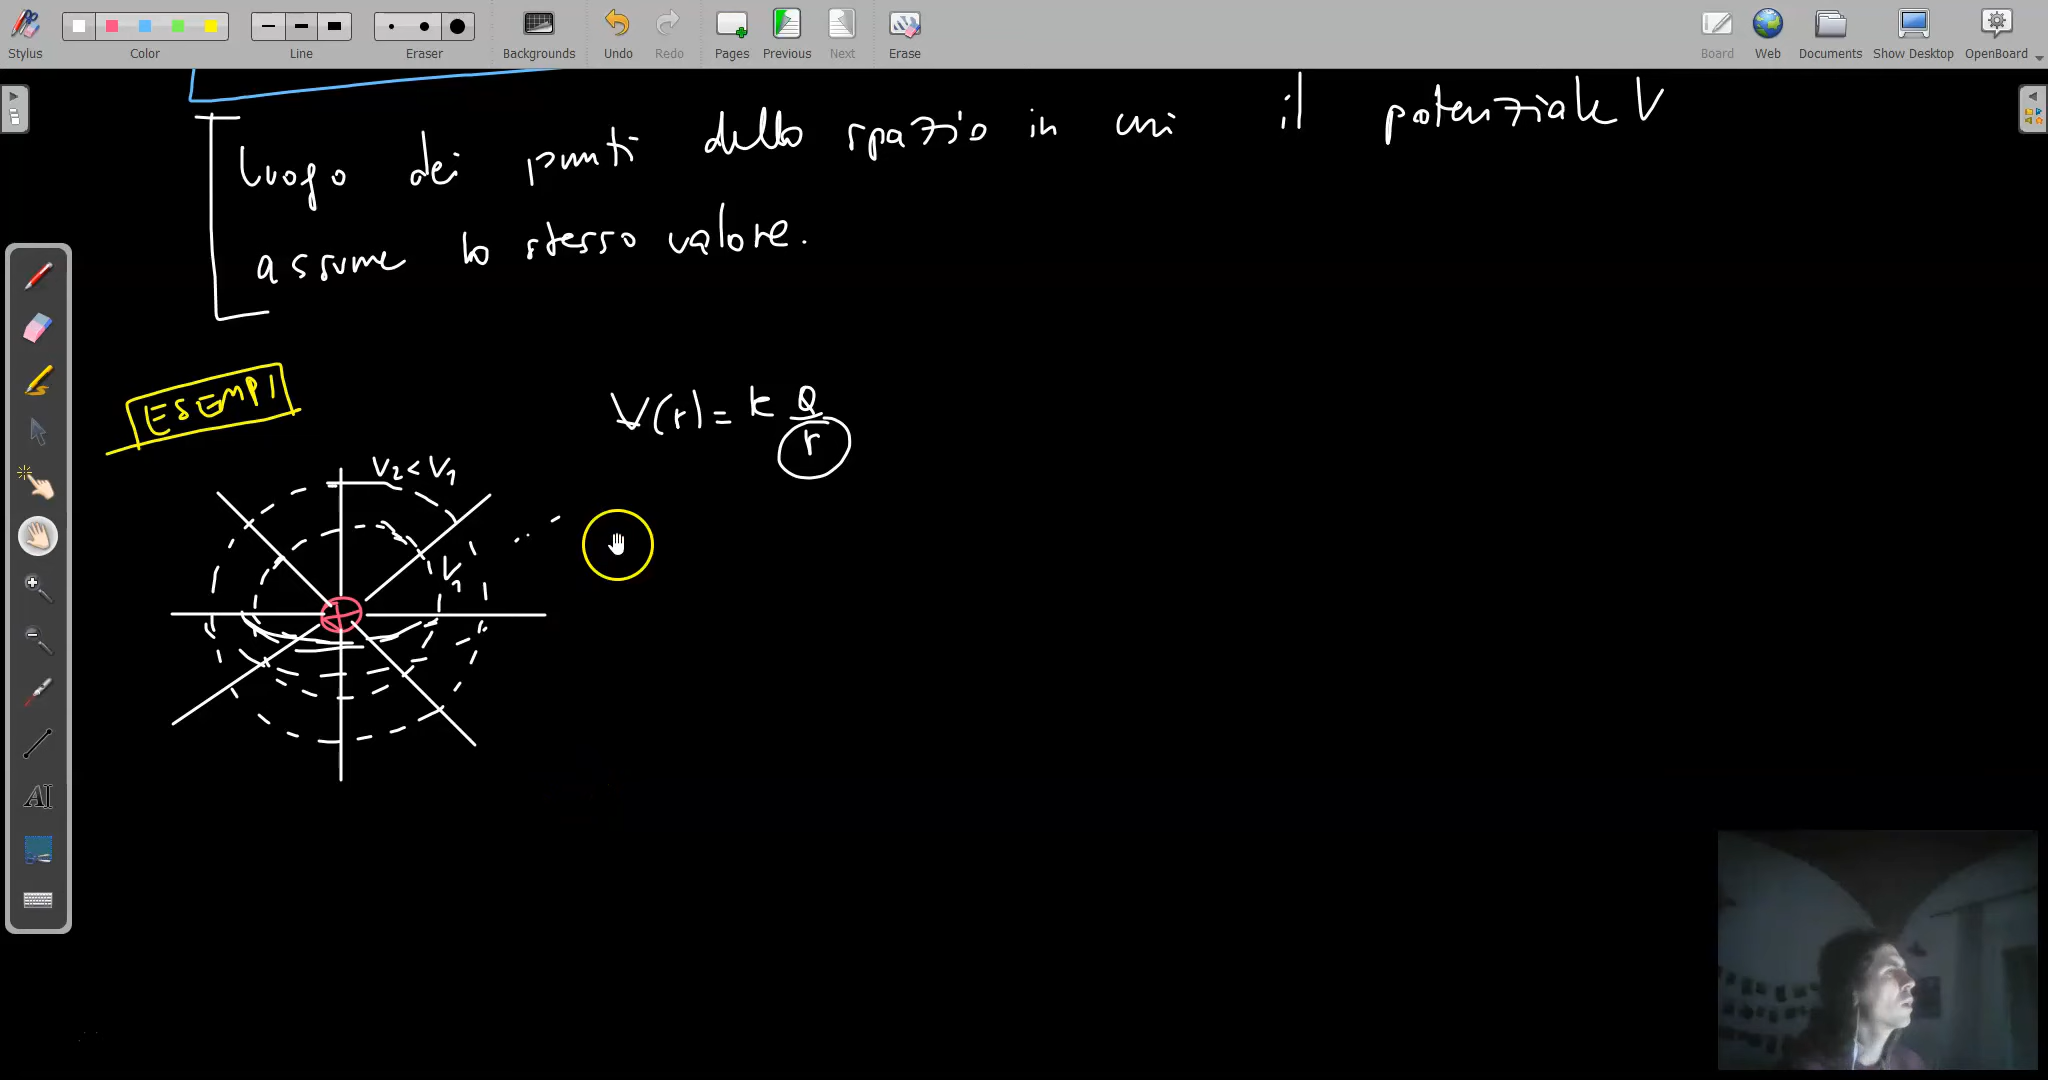 Stylus Color Line Eraser Backgrounds Undo Redo Pages Previous Next Erase Board Web Documents Show Desktop OpenBoard
luogo dei punti dello spazio in cui il potenziale V
assume lo stesso valore.
ESEMPI
V(r) = k Q/r
V₂ < V₁
V₁
AI